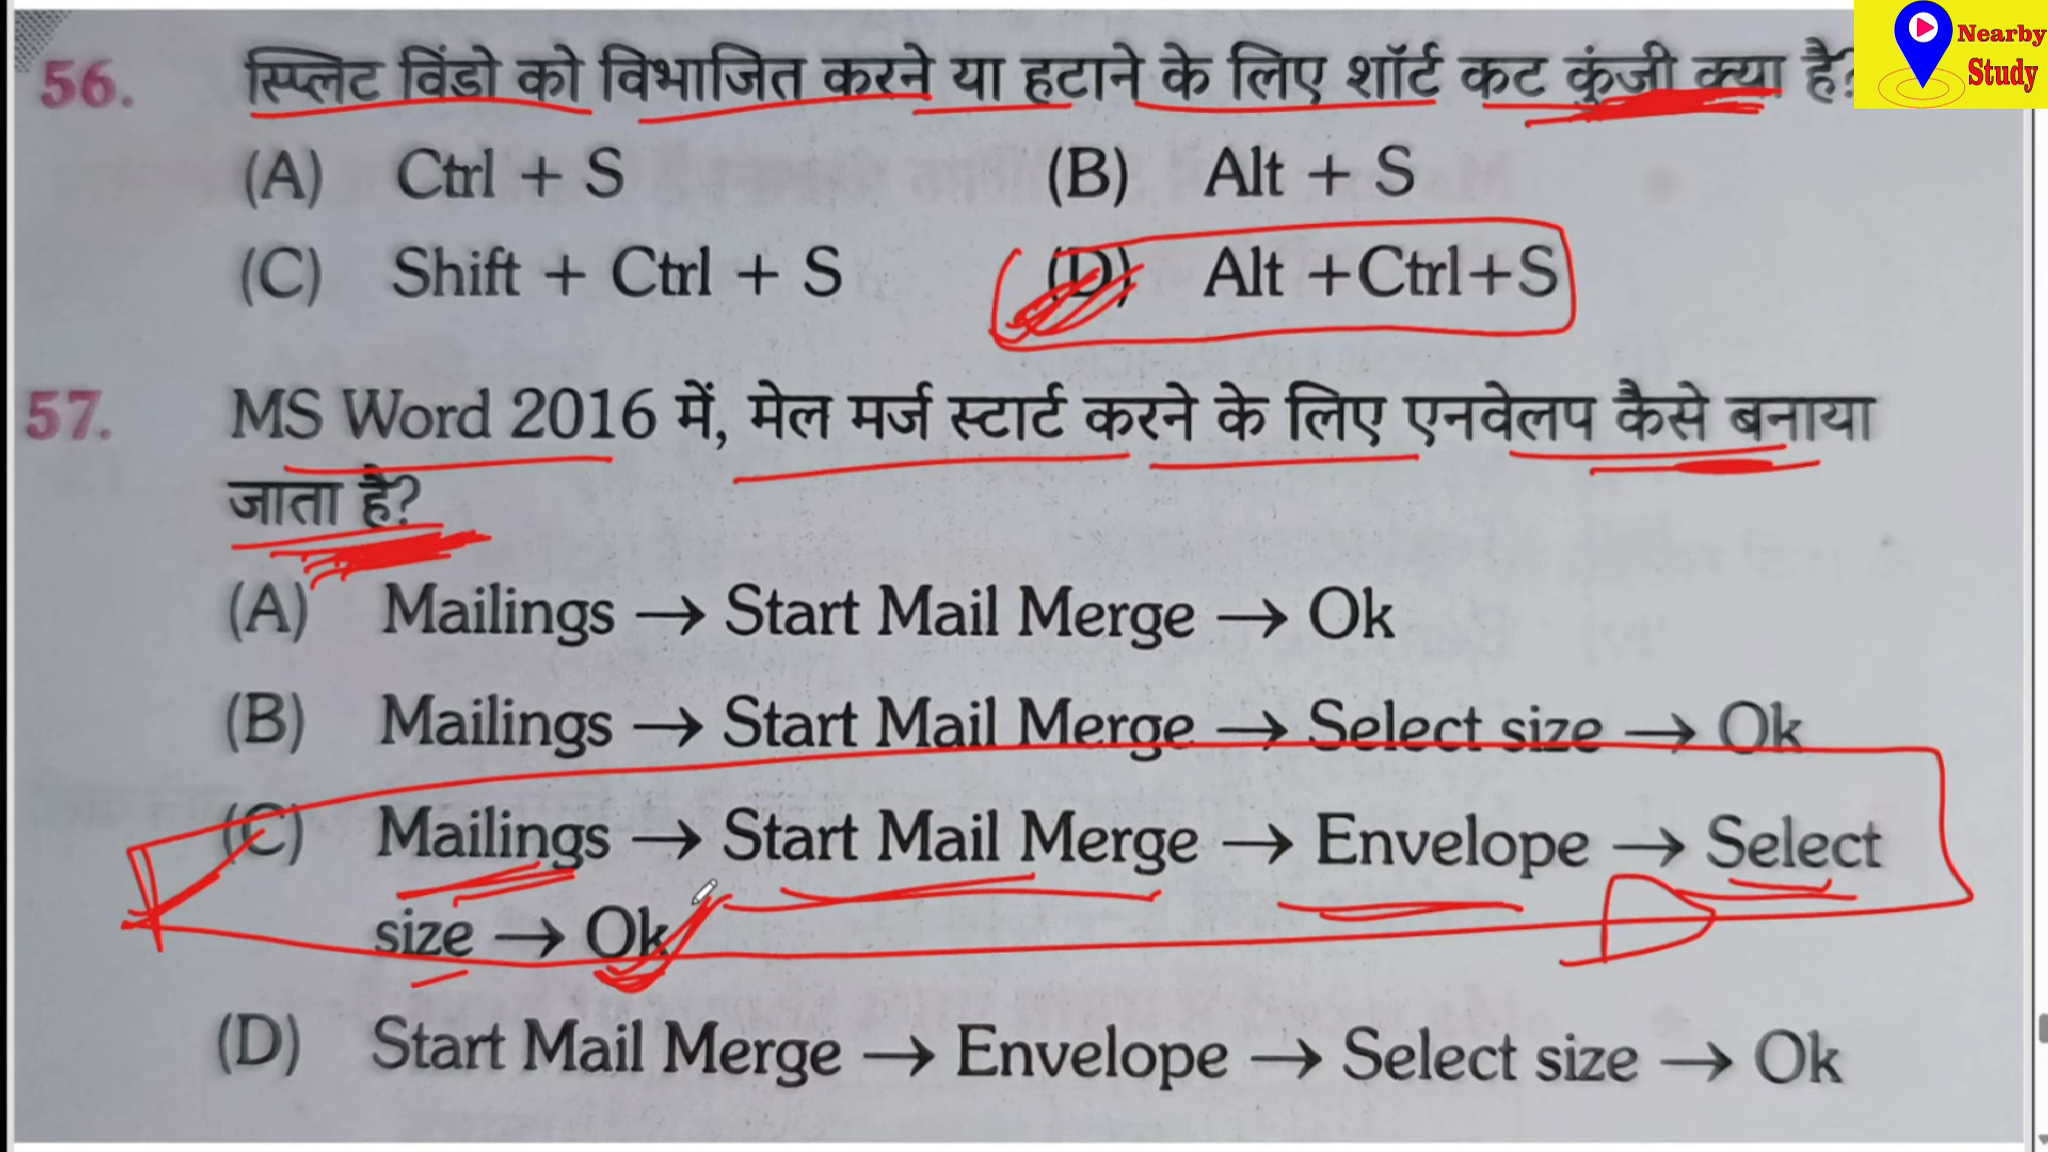 Nearby
Study
56. स्प्लिट विंडो को विभाजित करने या हटाने के लिए शॉर्ट कट कुंजी क्या है?
(A) Ctrl + S (B) Alt + S
(C) Shift + Ctrl + S (D) Alt +Ctrl+S
57. MS Word 2016 में, मेल मर्ज स्टार्ट करने के लिए एनवेलप कैसे बनाया
जाता है?
(A) Mailings → Start Mail Merge → Ok
(B) Mailings → Start Mail Merge → Select size → Ok
(C) Mailings → Start Mail Merge → Envelope → Select
size → Ok
(D) Start Mail Merge → Envelope → Select size → Ok